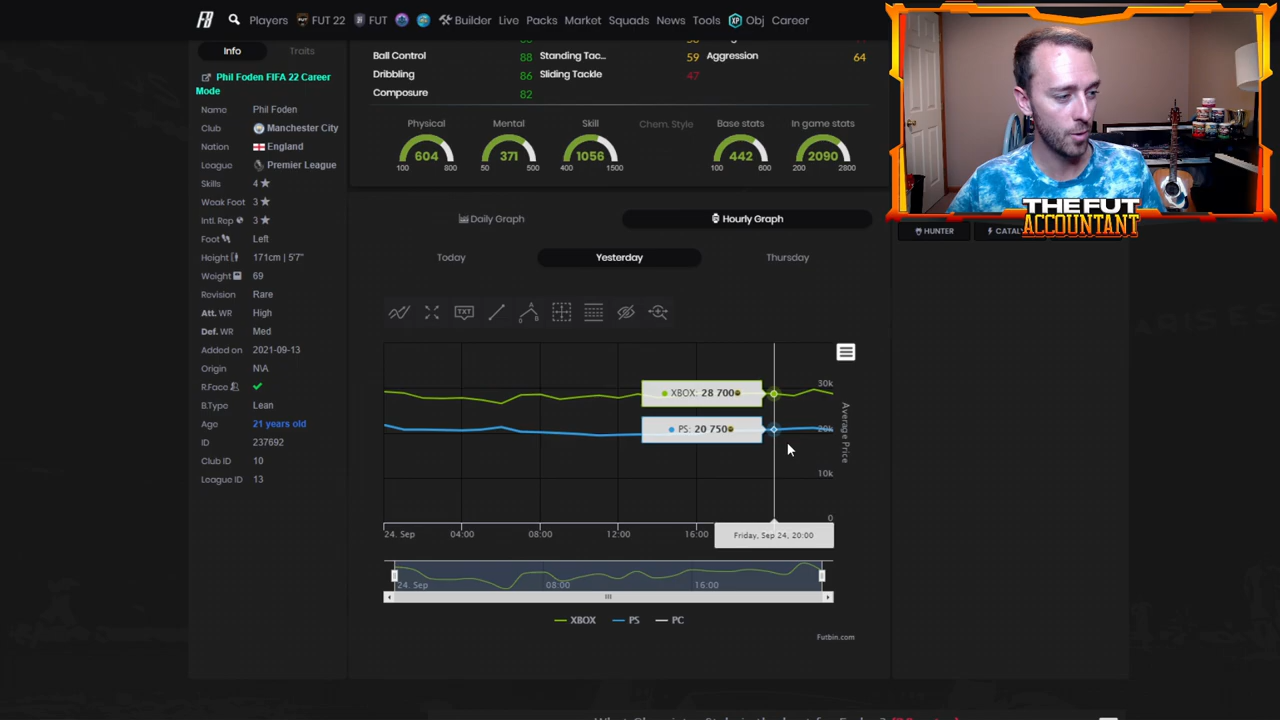 F8 Players FUT 22 FUT Builder Live Packs Market Squads News Tools XP Obj Career
Info Traits
Phil Foden FIFA 22 Career
Mode
Name Phil Foden
Club Manchester City
Nation England
League Premier League
Skills 4
Weak Foot 3
Intl. Rep 3
Foot Left
Height 171cm | 5'7"
Weight 69
Revision Rare
Att. WR High
Def. WR Med
Added on 2021-09-13
Origin N\A
R.Face
B.Type Lean
Age 21 years old
ID 237692
Club ID 10
League ID 13
Ball Control 88 Standing Tac... 59 Aggression 64
Dribbling 86 Sliding Tackle 47
Composure 82
Physical Mental Skill Chem. Style Base stats In game stats
604 371 1056 442 2090
100 800 50 500 400 1500 100 600 200 2800
Daily Graph Hourly Graph
Today Yesterday Thursday
TXT
XBOX: 28 700
PS: 20 750
30k
20k
10k
0
Average Price
24. Sep 04:00 08:00 12:00 16:00
Friday, Sep 24, 20:00
24. Sep 08:00 16:00
XBOX PS PC
Futbin.com
THE FUT
ACCOUNTANT
HUNTER CATALY